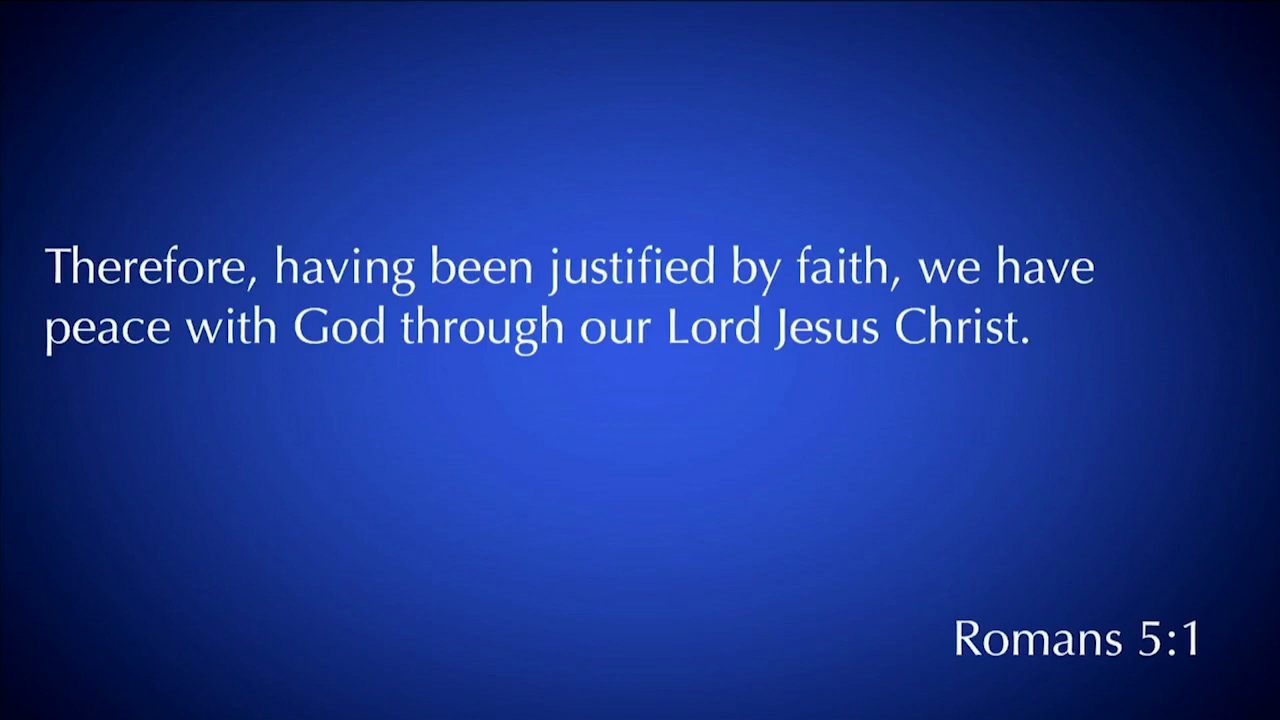 Therefore, having been justified by faith, we have
peace with God through our Lord Jesus Christ.
Romans 5:1